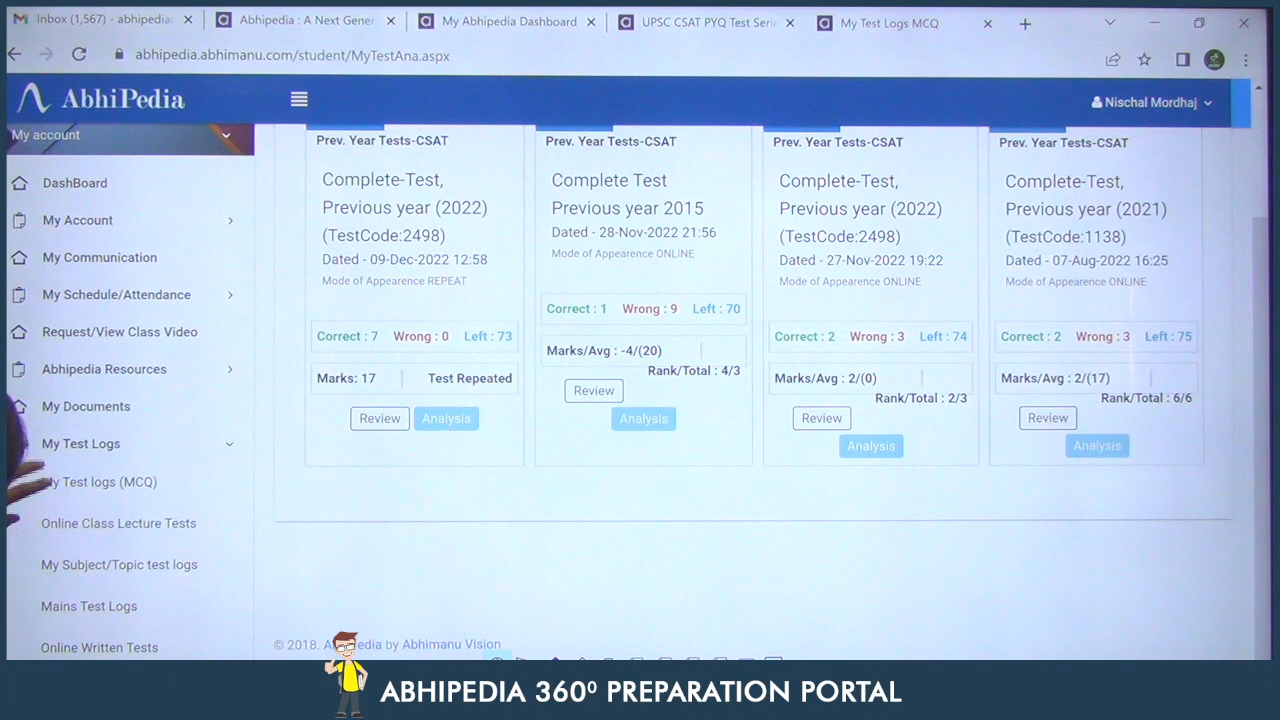 Inbox (1,567) - abhipedia
Abhipedia : A Next Gener
My Abhipedia Dashboard
UPSC CSAT PYQ Test Seri
My Test Logs MCQ
abhipedia.abhimanu.com/student/MyTestAna.aspx
AbhiPedia
Nischal Mordhaj
My account
DashBoard
My Account
My Communication
My Schedule/Attendance
Request/View Class Video
Abhipedia Resources
My Documents
My Test Logs
My Test logs (MCQ)
Online Class Lecture Tests
My Subject/Topic test logs
Mains Test Logs
Online Written Tests
Prev. Year Tests-CSAT
Complete-Test,
Previous year (2022)
(TestCode:2498)
Dated - 09-Dec-2022 12:58
Mode of Appearence REPEAT
Correct : 7 Wrong : 0 Left : 73
Marks: 17 Test Repeated
Review Analysis
Prev. Year Tests-CSAT
Complete Test
Previous year 2015
Dated - 28-Nov-2022 21:56
Mode of Appearence ONLINE
Correct : 1 Wrong : 9 Left : 70
Marks/Avg : -4/(20)
Rank/Total : 4/3
Review
Analysis
Prev. Year Tests-CSAT
Complete-Test,
Previous year (2022)
(TestCode:2498)
Dated - 27-Nov-2022 19:22
Mode of Appearence ONLINE
Correct : 2 Wrong : 3 Left : 74
Marks/Avg : 2/(0)
Rank/Total : 2/3
Review
Analysis
Prev. Year Tests-CSAT
Complete-Test,
Previous year (2021)
(TestCode:1138)
Dated - 07-Aug-2022 16:25
Mode of Appearence ONLINE
Correct : 2 Wrong : 3 Left : 75
Marks/Avg : 2/(17)
Rank/Total : 6/6
Review
Analysis
© 2018. Abhipedia by Abhimanu Vision
ABHIPEDIA 360⁰ PREPARATION PORTAL